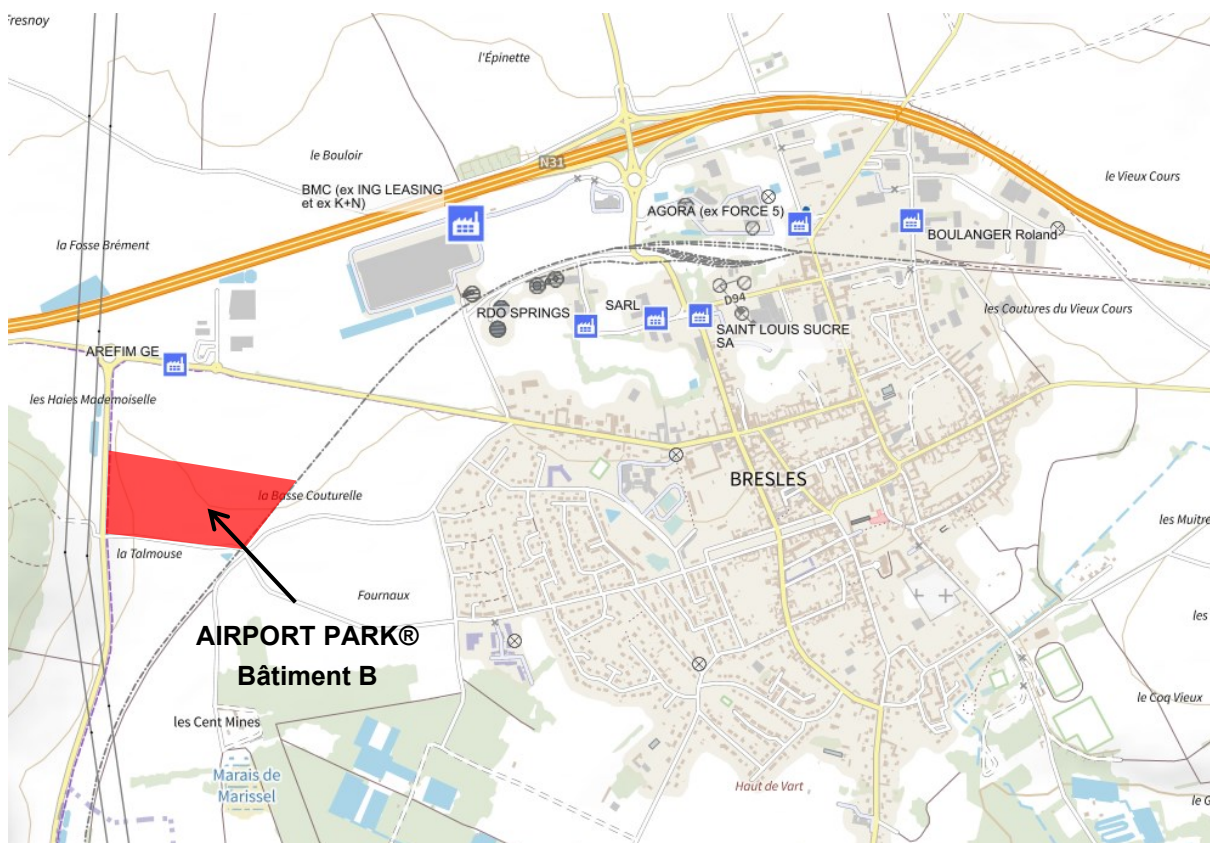 Fresnoy
l'Épinette
le Bouloir
N31
BMC (ex ING LEASING
et ex K+N)
le Vieux Cours
AGORA (ex FORCE 5)
BOULANGER Roland
la Fosse Brément
D94
RDO SPRINGS
SARL
SAINT LOUIS SUCRE
SA
les Coutures du Vieux Cours
AREFIM GE
les Haies Mademoiselle
BRESLES
la Basse Couturelle
les Muitre
la Talmouse
Fournaux
les
AIRPORT PARK®
Bâtiment B
le Coq Vieux
les Cent Mines
Marais de
Marissel
Haut de Vart
le G